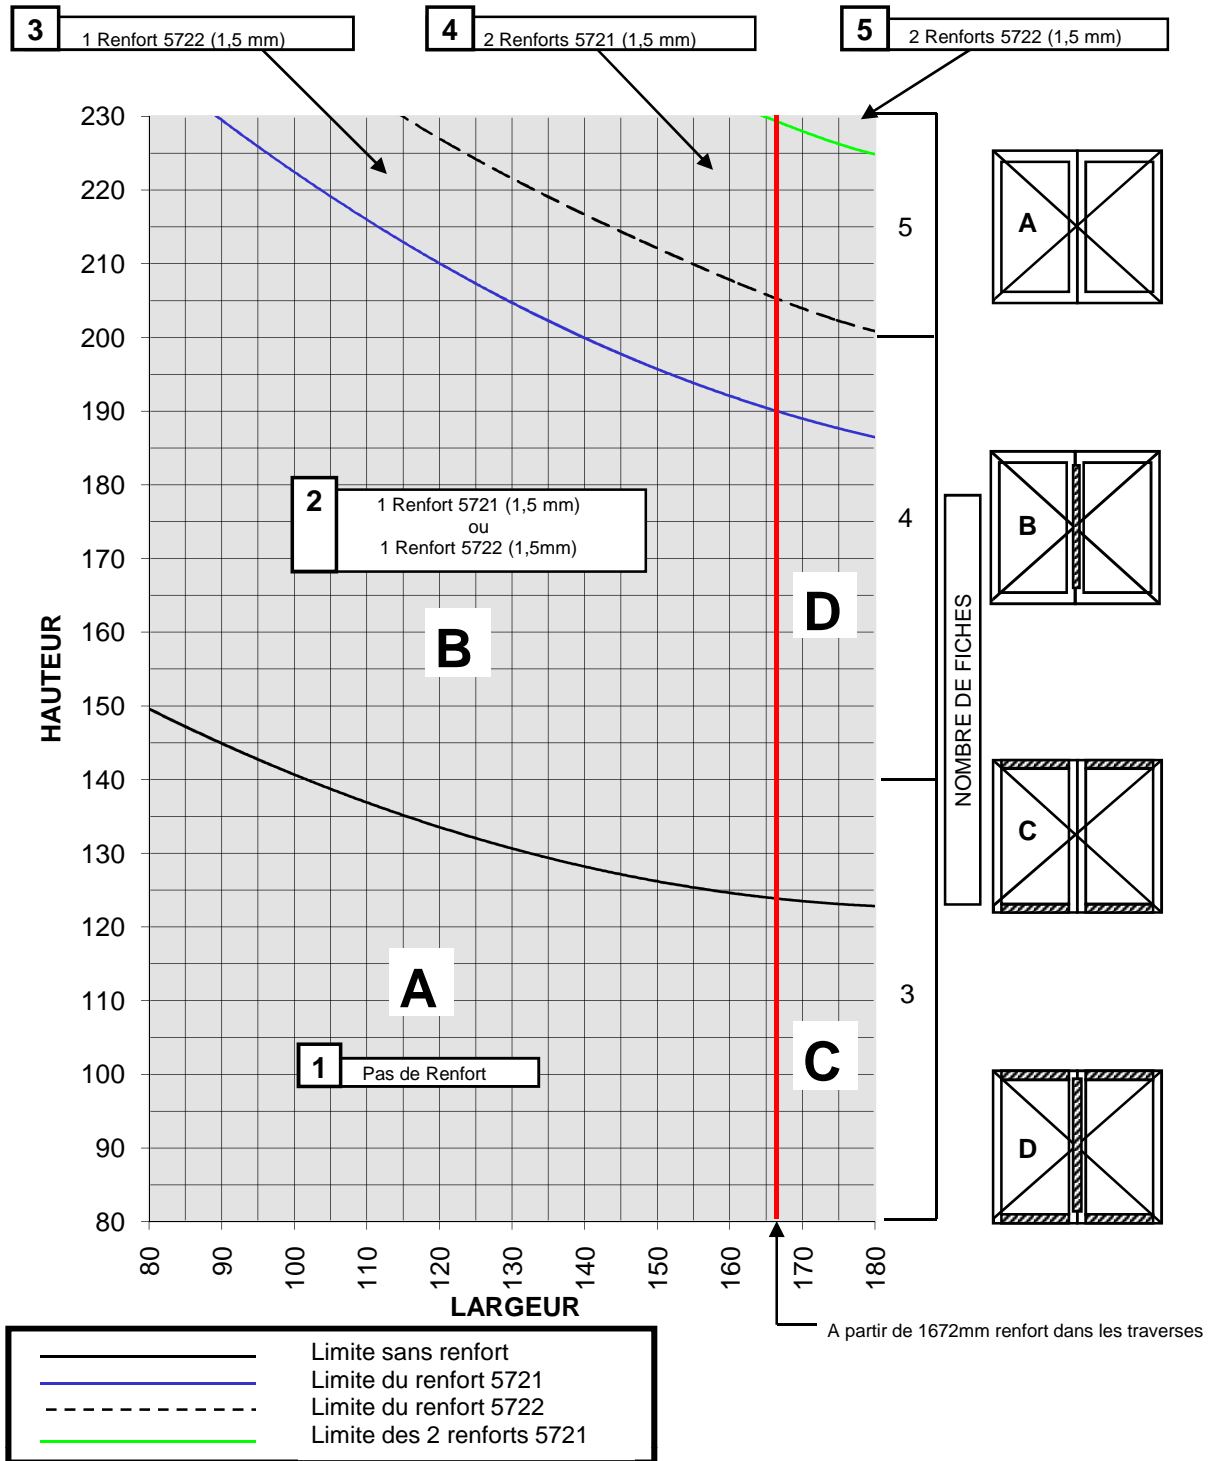 3
1 Renfort 5722 (1,5 mm)
4
2 Renforts 5721 (1,5 mm)
5
2 Renforts 5722 (1,5 mm)
230
220
210
200
190
180
170
160
150
140
130
120
110
100
90
80
HAUTEUR
2
1 Renfort 5721 (1,5 mm)
ou
1 Renfort 5722 (1,5mm)
B
D
A
C
1
Pas de Renfort
5
4
3
NOMBRE DE FICHES
A
B
C
D
80
90
100
110
120
130
140
150
160
170
180
LARGEUR
A partir de 1672mm renfort dans les traverses
Limite sans renfort
Limite du renfort 5721
Limite du renfort 5722
Limite des 2 renforts 5721